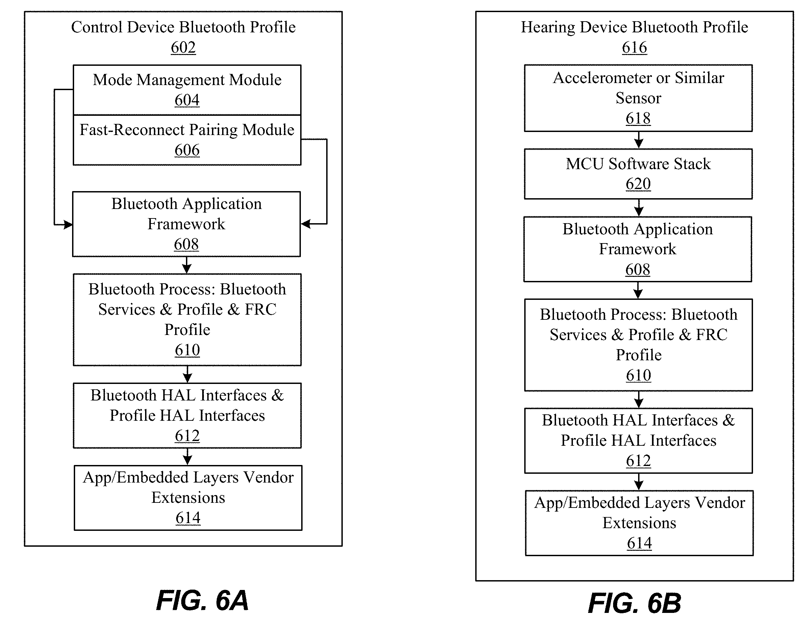 Control Device Bluetooth Profile
602
Mode Management Module
604
Fast-Reconnect Pairing Module
606
Bluetooth Application
Framework
608
Bluetooth Process: Bluetooth
Services & Profile & FRC
Profile
610
Bluetooth HAL Interfaces &
Profile HAL Interfaces
612
App/Embedded Layers Vendor
Extensions
614
FIG. 6A
Hearing Device Bluetooth Profile
616
Accelerometer or Similar
Sensor
618
MCU Software Stack
620
Bluetooth Application
Framework
608
Bluetooth Process: Bluetooth
Services & Profile & FRC
Profile
610
Bluetooth HAL Interfaces &
Profile HAL Interfaces
612
App/Embedded Layers Vendor
Extensions
614
FIG. 6B